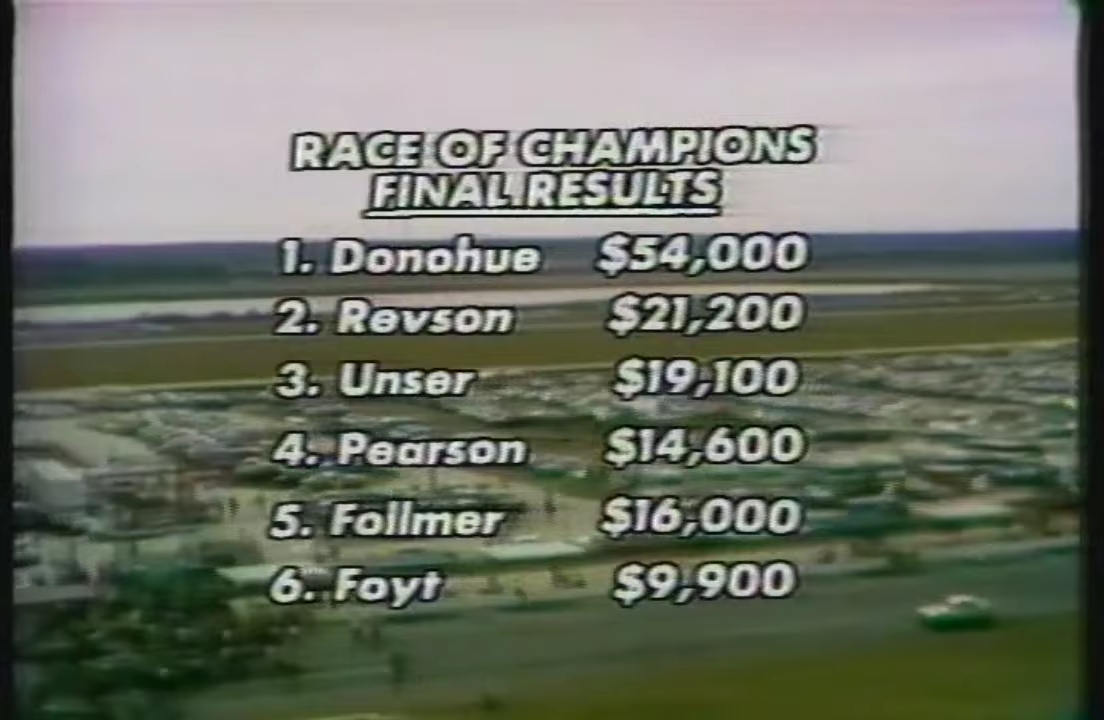 RACE OF CHAMPIONS
FINAL RESULTS
1. Donohue $54,000
2. Revson $21,200
3. Unser $19,100
4. Pearson $14,600
5. Follmer $16,000
6. Foyt $9,900